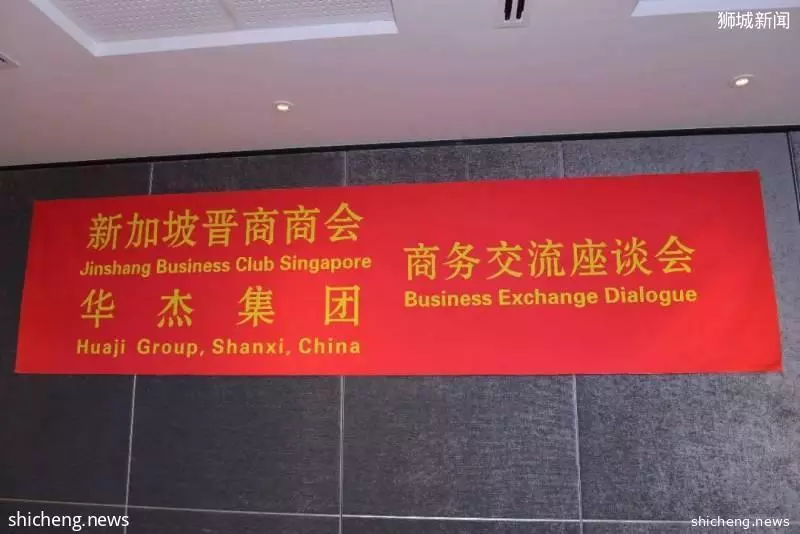 狮城新闻
新加坡晋商商会
Jinshang Business Club Singapore
华杰集团
Huaji Group, Shanxi, China
商务交流座谈会
Business Exchange Dialogue
shicheng.news
shicheng.news